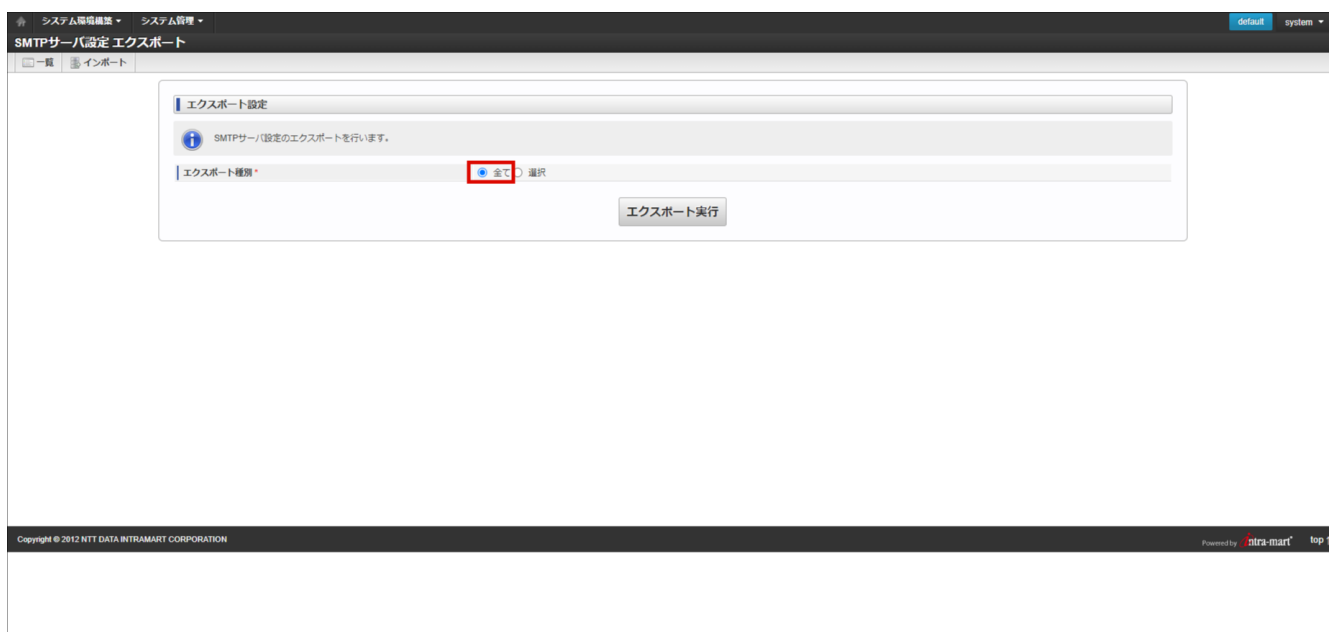 システム環境構築 システム管理 default system
SMTPサーバ設定 エクスポート
一覧 インポート
エクスポート設定
SMTPサーバ設定のエクスポートを行います。
エクスポート種別* 全て 選択
エクスポート実行
Copyright © 2012 NTT DATA INTRAMART CORPORATION Powered by intra-mart top